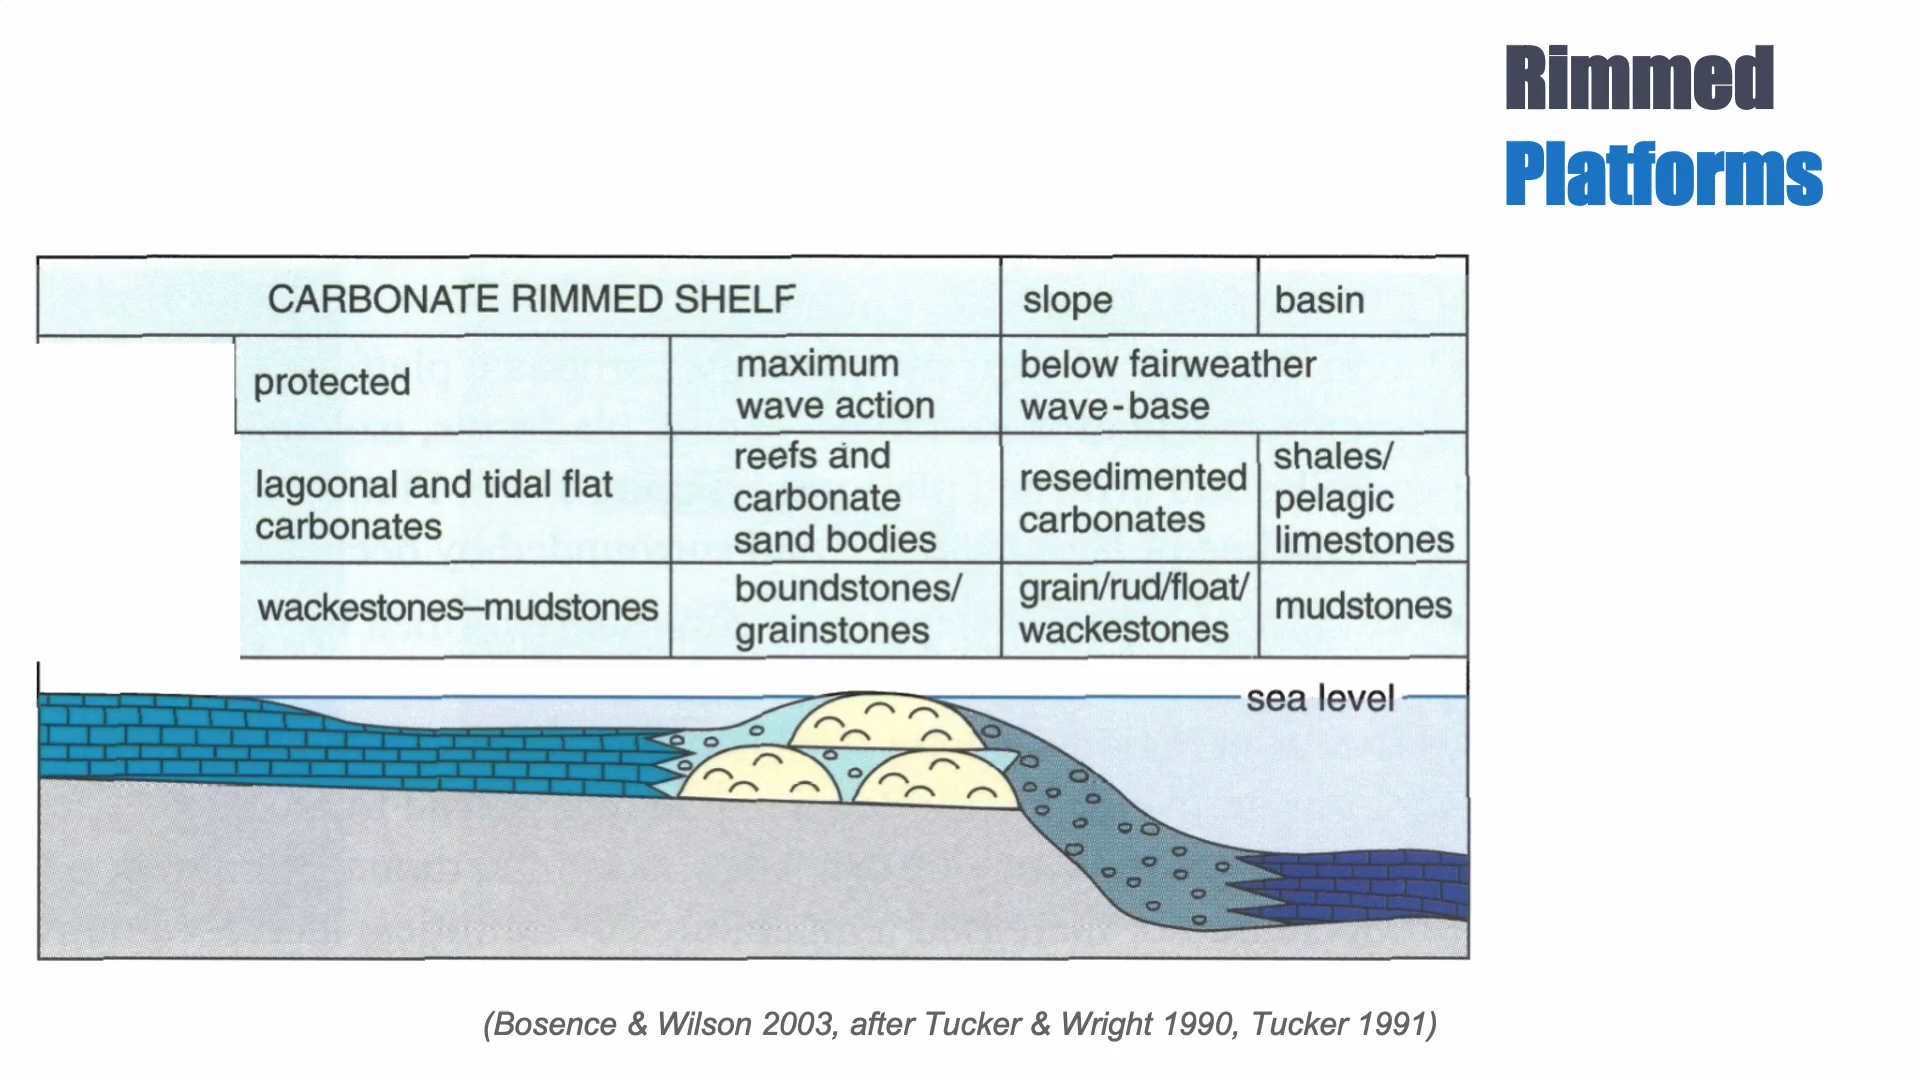 Rimmed
Platforms
CARBONATE RIMMED SHELF
slope
basin
protected
maximum
wave action
below fairweather
wave-base
lagoonal and tidal flat
carbonates
reefs and
carbonate
sand bodies
resedimented
carbonates
shales/
pelagic
limestones
wackestones–mudstones
boundstones/
grainstones
grain/rud/float/
wackestones
mudstones
sea level
(Bosence & Wilson 2003, after Tucker & Wright 1990, Tucker 1991)